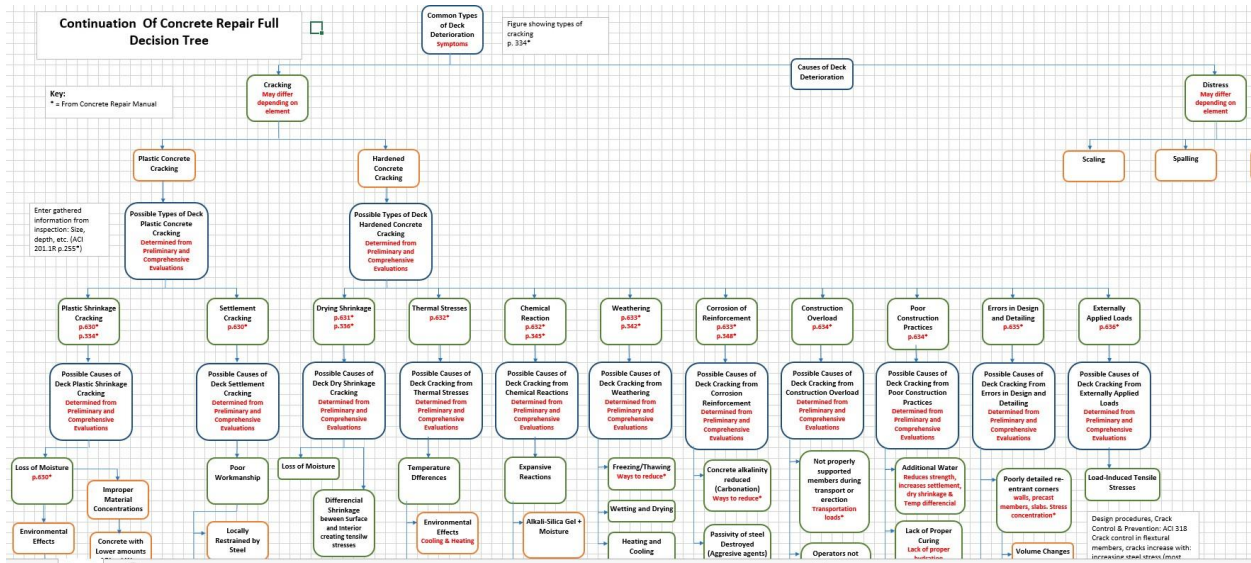 Continuation Of Concrete Repair Full
Decision Tree
Common Types
of Deck
Deterioration
Symptoms
Figure showing types of
cracking
p. 334*
Key:
* = From Concrete Repair Manual
Cracking
May differ
depending on
element
Causes of Deck
Deterioration
Distress
May differ
depending on
element
Plastic Concrete
Cracking
Hardened
Concrete
Cracking
Scaling
Spalling
Enter gathered
information from
inspection: Size,
depth, etc. (ACI
201.1R p.255*)
Possible Types of Deck
Plastic Concrete
Cracking
Determined from
Preliminary and
Comprehensive
Evaluations
Possible Types of Deck
Hardened Concrete
Cracking
Determined from
Preliminary and
Comprehensive
Evaluations
Plastic Shrinkage
Cracking
p.630*
p.334*
Settlement
Cracking
p.630*
Drying Shrinkage
p.631*
p.336*
Thermal Stresses
p.632*
Chemical
Reaction
p.632*
p.345*
Weathering
p.633*
p.342*
Corrosion of
Reinforcement
p.633*
p.348*
Construction
Overload
p.634*
Poor
Construction
Practices
p.634*
Errors in Design
and Detailing
p.635*
Externally
Applied Loads
p.636*
Possible Causes of
Deck Plastic Shrinkage
Cracking
Determined from
Preliminary and
Comprehensive
Evaluations
Possible Causes of
Deck Settlement
Cracking
Determined from
Preliminary and
Comprehensive
Evaluations
Possible Causes of
Deck Dry Shrinkage
Cracking
Determined from
Preliminary and
Comprehensive
Evaluations
Possible Causes of
Deck Cracking from
Thermal Stresses
Determined from
Preliminary and
Comprehensive
Evaluations
Possible Causes of
Deck Cracking from
Chemical Reactions
Determined from
Preliminary and
Comprehensive
Evaluations
Possible Causes of
Deck Cracking from
Weathering
Determined from
Preliminary and
Comprehensive
Evaluations
Possible Causes of
Deck Cracking from
Corrosion
Reinforcement
Determined from
Preliminary and
Comprehensive
Evaluations
Possible Causes of
Deck Cracking from
Construction Overload
Determined from
Preliminary and
Comprehensive
Evaluations
Possible Causes of
Deck Cracking From
Poor Construction
Practices
Determined from
Preliminary and
Comprehensive
Evaluations
Possible Causes of
Deck Cracking From
Errors in Design and
Detailing
Determined from
Preliminary and
Comprehensive
Evaluations
Possible Causes of
Deck Cracking From
Externally Applied
Loads
Determined from
Preliminary and
Comprehensive
Evaluations
Loss of Moisture
p.630*
Improper
Material
Concentrations
Environmental
Effects
Concrete with
Lower amounts
Poor
Workmanship
Locally
Restrained by
Steel
Loss of Moisture
Differencial
Shrinkage
beween Surface
and Interior
creating tensilw
stresses
Temperature
Differences
Environmental
Effects
Cooling & Heating
Expansive
Reactions
Alkali-Silica Gel +
Moisture
Freezing/Thawing
Ways to reduce*
Wetting and Drying
Heating and
Cooling
Concrete alkalinity
reduced
(Carbonation)
Ways to reduce*
Passivity of steel
Destroyed
(Aggresive agents)
Not properly
supported
members during
transport or
erection
Transportation
loads*
Operators not
Additional Water
Reduces strength,
increases settlement,
dry shrinkage &
Temp differencial
Lack of Proper
Curing
Lack of proper
hydration
Poorly detailed re-
entrant corners
walls, precast
members, slabs. Stress
concentration*
Volume Changes
Load-Induced Tensile
Stresses
Design procedures, Crack
Control & Prevention: ACI 318
Crack control in flextural
members, cracks increase with:
increasing steel stress (most